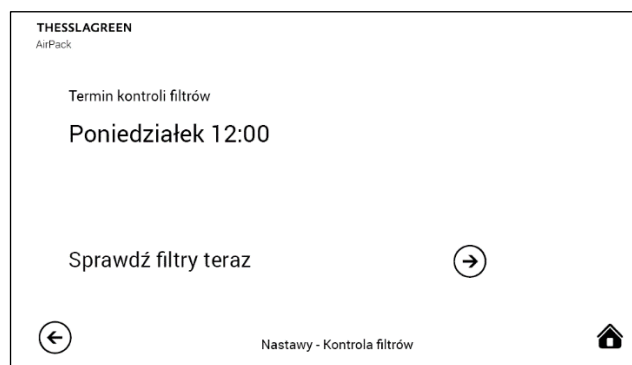 THESSLAGREEN
AirPack
Termin kontroli filtrów
Poniedziałek 12:00
Sprawdź filtry teraz
Nastawy - Kontrola filtrów